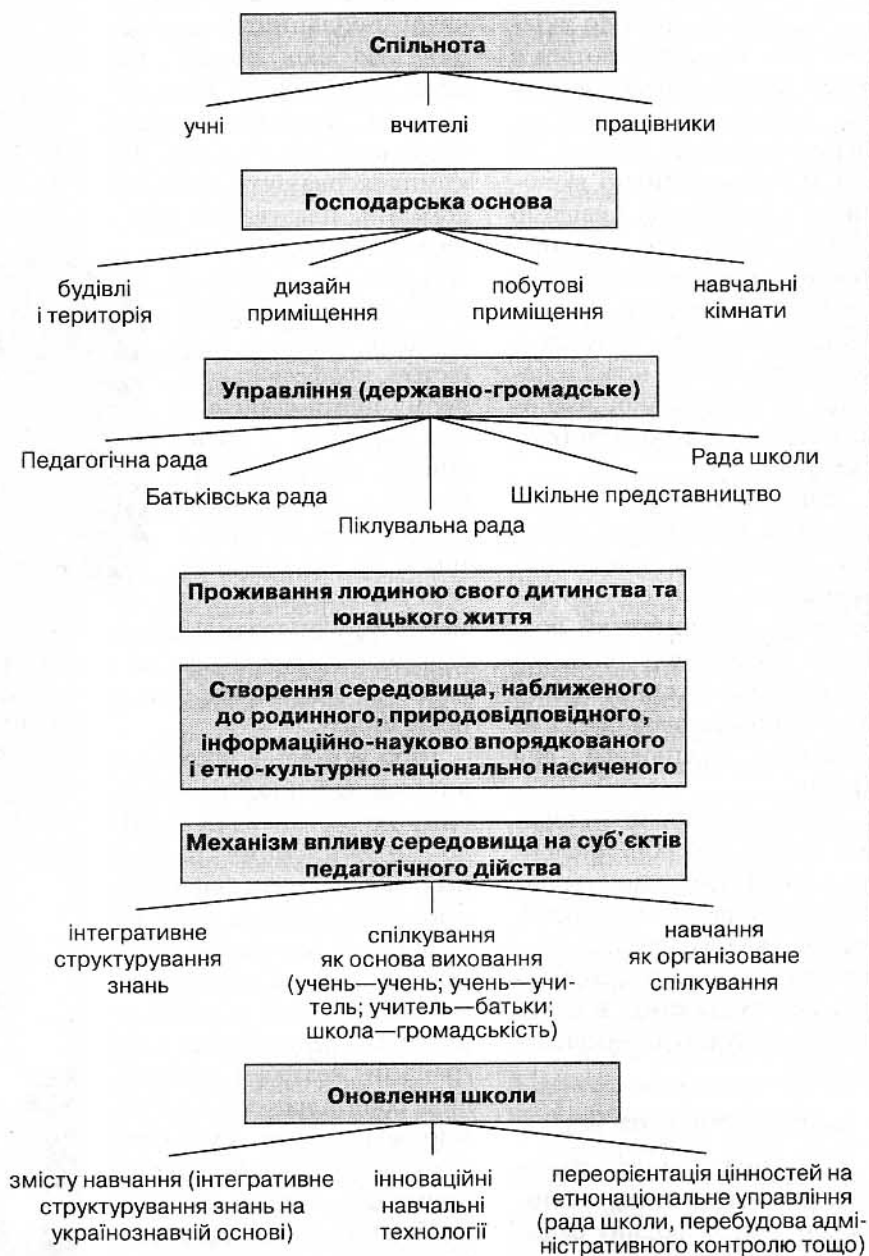 Спільнота
учні
вчителі
працівники
Господарська основа
будівлі
і територія
дизайн
приміщення
побутові
приміщення
навчальні
кімнати
Управління (державно-громадське)
Педагогічна рада
Батьківська рада
Піклувальна рада
Шкільне представництво
Рада школи
Проживання людиною свого дитинства та
юнацького життя
Створення середовища, наближеного
до родинного, природовідповідного,
інформаційно-науково впорядкованого
і етно-культурно-національно насиченого
Механізм впливу середовища на суб'єктів
педагогічного дійства
інтегративне
структурування
знань
спілкування
як основа виховання
(учень—учень; учень—учи-
тель; учитель—батьки;
школа—громадськість)
навчання
як організоване
спілкування
Оновлення школи
змісту навчання (інтегративне
структурування знань на
українознавчій основі)
інноваційні
навчальні
технології
переорієнтація цінностей на
етнонаціональне управління
(рада школи, перебудова адмі-
ністративного контролю тощо)